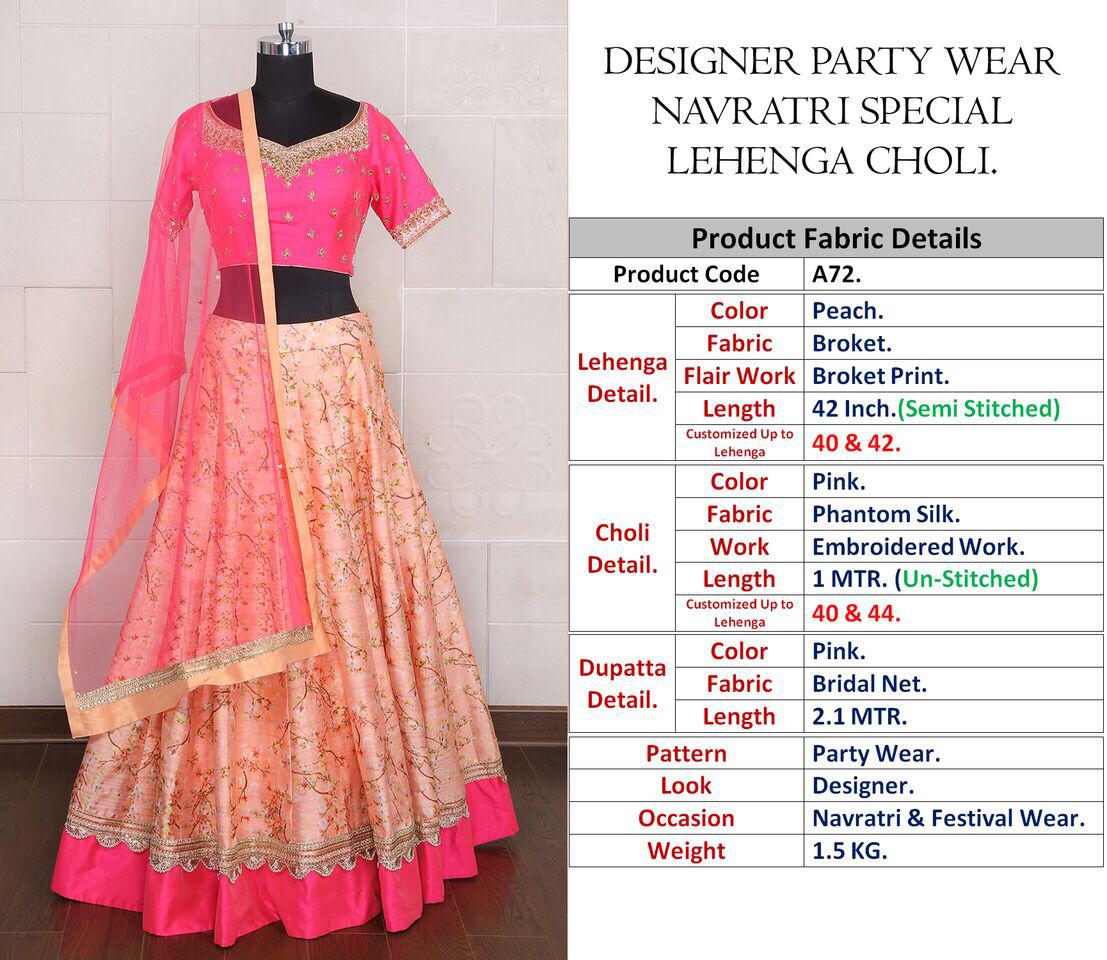 DESIGNER PARTY WEAR
NAVRATRI SPECIAL
LEHENGA CHOLI.
Product Fabric Details
Product Code A72.
Lehenga Detail.
Color Peach.
Fabric Broket.
Flair Work Broket Print.
Length 42 Inch.(Semi Stitched)
Customized Up to Lehenga 40 & 42.
Choli Detail.
Color Pink.
Fabric Phantom Silk.
Work Embroidered Work.
Length 1 MTR. (Un-Stitched)
Customized Up to Lehenga 40 & 44.
Dupatta Detail.
Color Pink.
Fabric Bridal Net.
Length 2.1 MTR.
Pattern Party Wear.
Look Designer.
Occasion Navratri & Festival Wear.
Weight 1.5 KG.